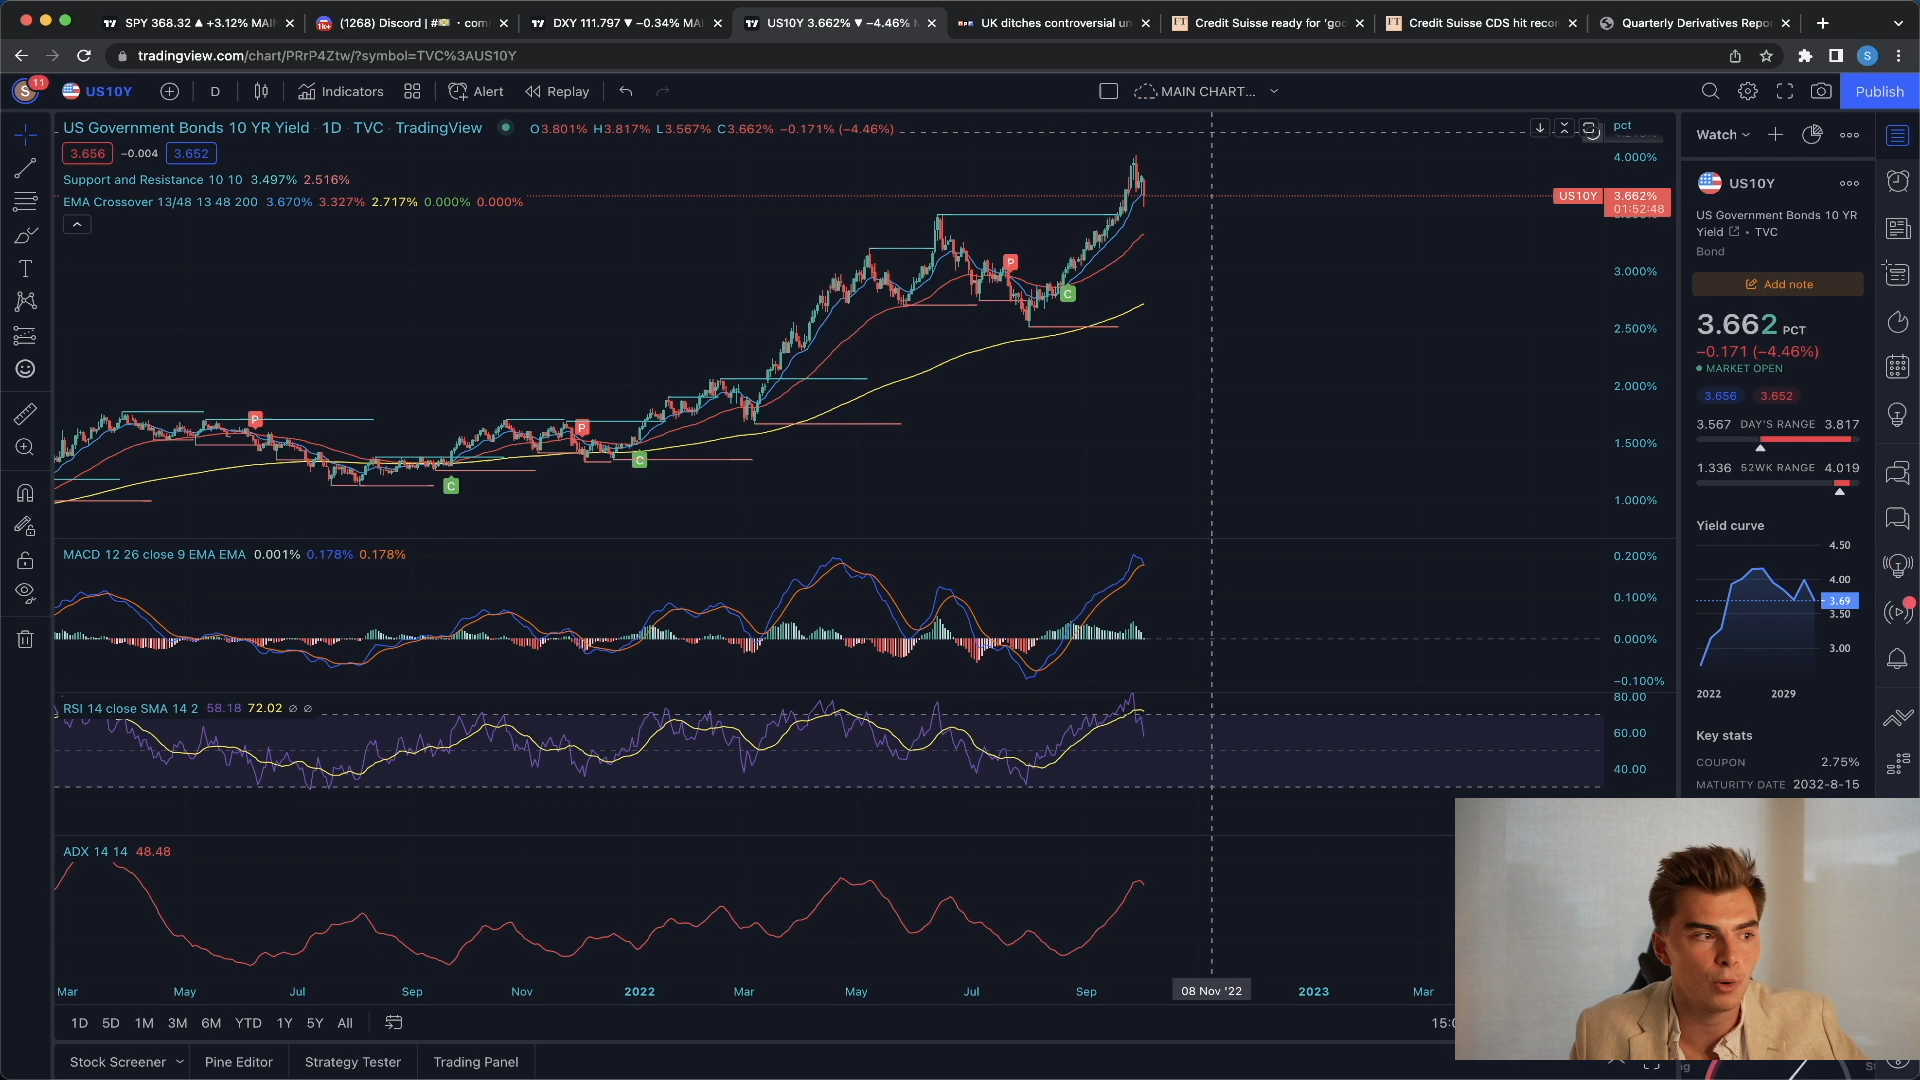 SPY 368.32 ▲ +3.12% MAI
(1268) Discord | #
• com
DXY 111.797 ▼ −0.34% MA
US10Y 3.662% ▼ −4.46%
UK ditches controversial un
Credit Suisse ready for 'go
Credit Suisse CDS hit reco
Quarterly Derivatives Repo
tradingview.com/chart/PRrP4Ztw/?symbol=TVC%3AUS10Y
S
S
11
US10Y
D
Indicators
Alert
Replay
MAIN CHART...
Publish
US Government Bonds 10 YR Yield · 1D · TVC · TradingView
O3.801% H3.817% L3.567% C3.662% −0.171% (−4.46%)
3.656
−0.004
3.652
Support and Resistance 10 10 3.497% 2.516%
EMA Crossover 13/48 13 48 200 3.670% 3.327% 2.717% 0.000% 0.000%
pct
4.000%
US10Y
3.662%
01:52:48
3.000%
2.500%
2.000%
1.500%
1.000%
P
C
P
C
P
C
MACD 12 26 close 9 EMA EMA 0.001% 0.178% 0.178%
0.200%
0.100%
0.000%
−0.100%
RSI 14 close SMA 14 2 58.18 72.02 ∅ ∅
80.00
60.00
40.00
ADX 14 14 48.48
Mar
May
Jul
Sep
Nov
2022
Mar
May
Jul
Sep
08 Nov '22
2023
Mar
1D 5D 1M 3M 6M YTD 1Y 5Y All
15:0
Stock Screener
Pine Editor
Strategy Tester
Trading Panel
Watch
US10Y
US Government Bonds 10 YR
Yield • TVC
Bond
Add note
3.662 PCT
−0.171 (−4.46%)
MARKET OPEN
3.656
3.652
3.567 DAY'S RANGE 3.817
1.336 52WK RANGE 4.019
Yield curve
4.50
4.00
3.69
3.50
3.00
2022
2029
Key stats
COUPON 2.75%
MATURITY DATE 2032-8-15